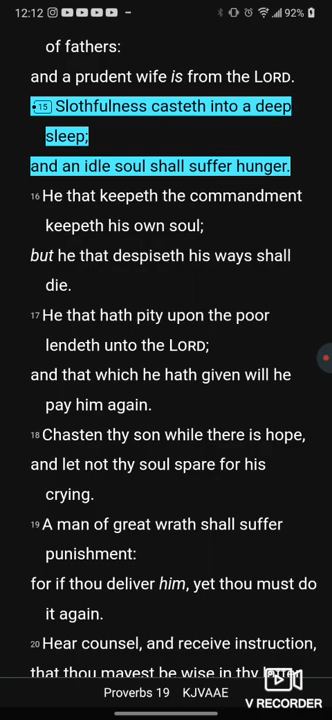 12:12 92%
of fathers:
and a prudent wife is from the LORD.
15 Slothfulness casteth into a deep
sleep;
and an idle soul shall suffer hunger.
16 He that keepeth the commandment
keepeth his own soul;
but he that despiseth his ways shall
die.
17 He that hath pity upon the poor
lendeth unto the LORD;
and that which he hath given will he
pay him again.
18 Chasten thy son while there is hope,
and let not thy soul spare for his
crying.
19 A man of great wrath shall suffer
punishment:
for if thou deliver him, yet thou must do
it again.
20 Hear counsel, and receive instruction,
that thou mayest be wise in thy latter
Proverbs 19 KJVAAE
V RECORDER